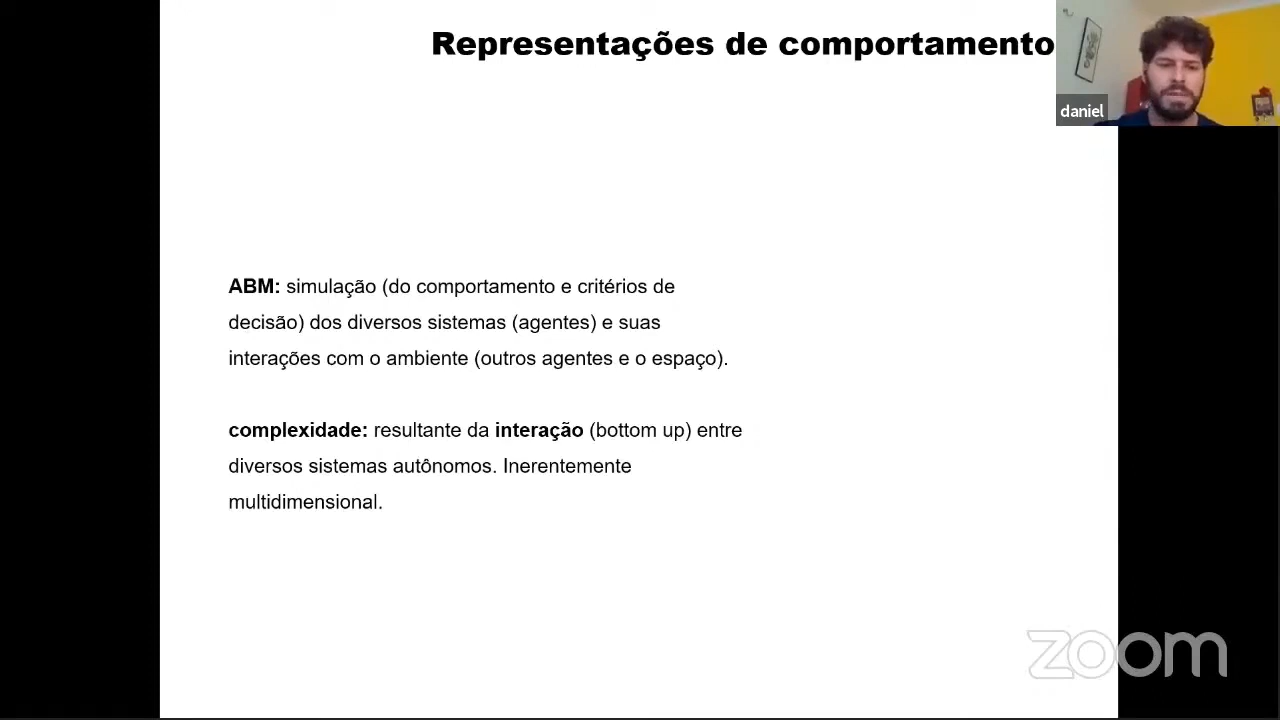 Representações de comportamento
daniel
ABM: simulação (do comportamento e critérios de
decisão) dos diversos sistemas (agentes) e suas
interações com o ambiente (outros agentes e o espaço).
complexidade: resultante da interação (bottom up) entre
diversos sistemas autônomos. Inerentemente
multidimensional.
zoom